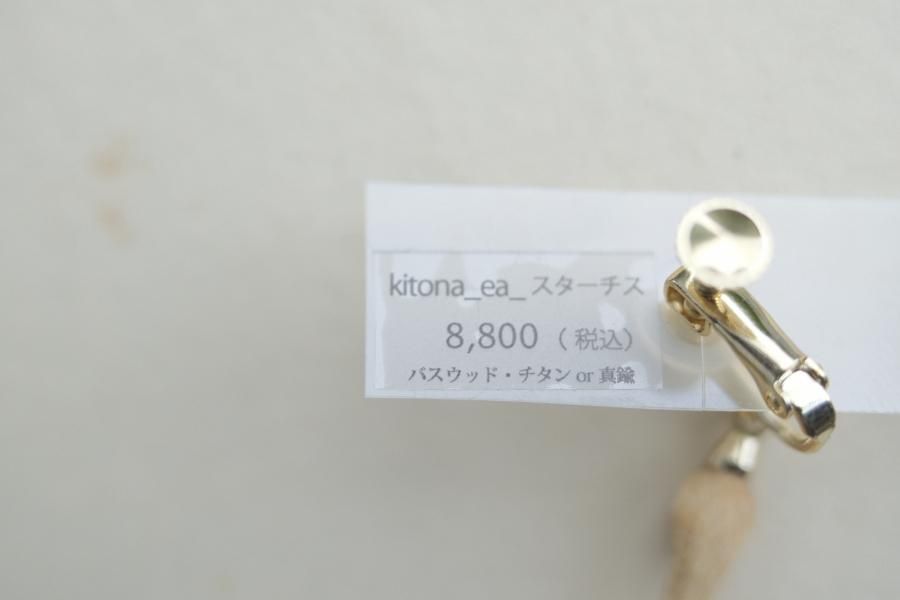 kitona_ea_スターチス
8,800（税込）
バスウッド・チタン or 真鍮